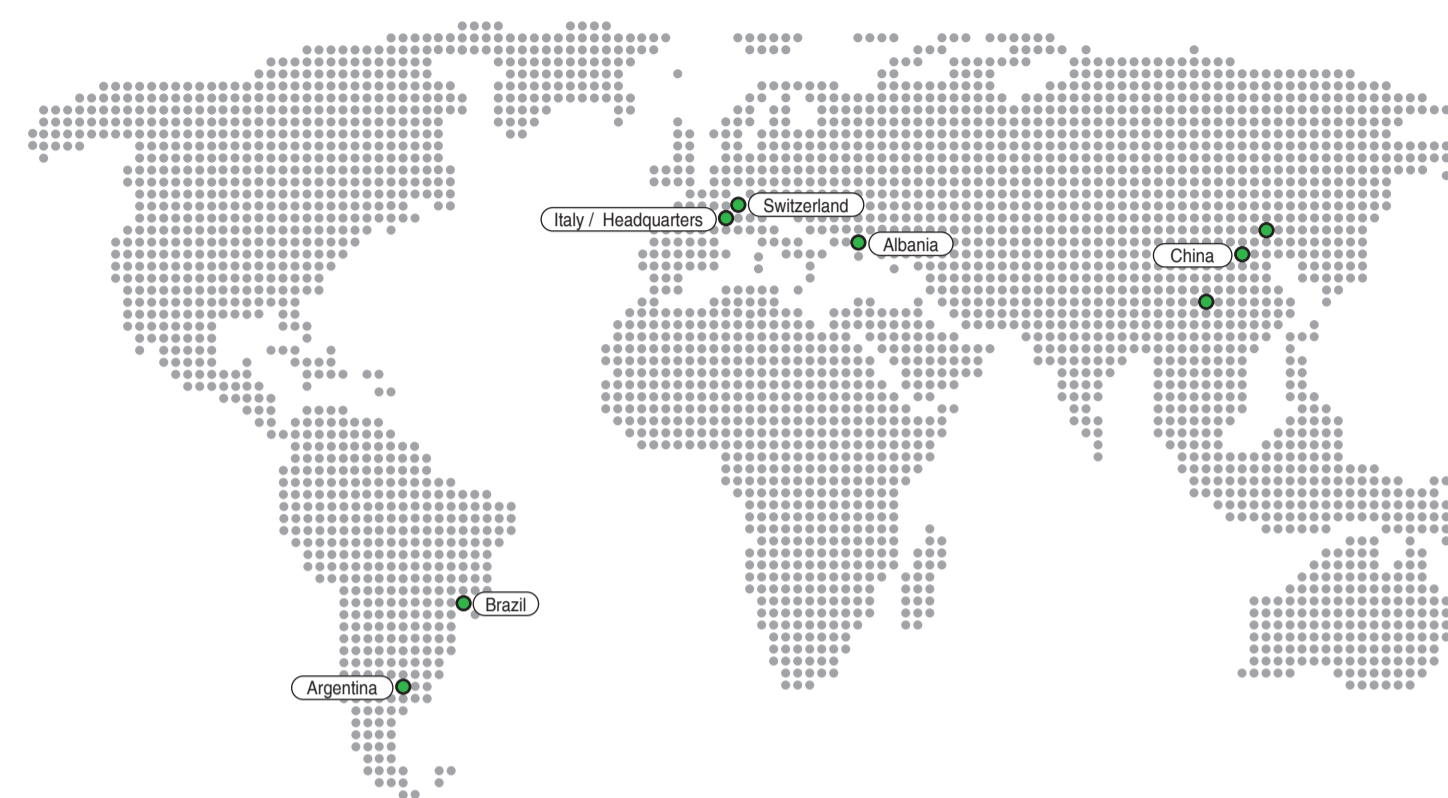 Switzerland
Italy / Headquarters
Albania
China
Brazil
Argentina